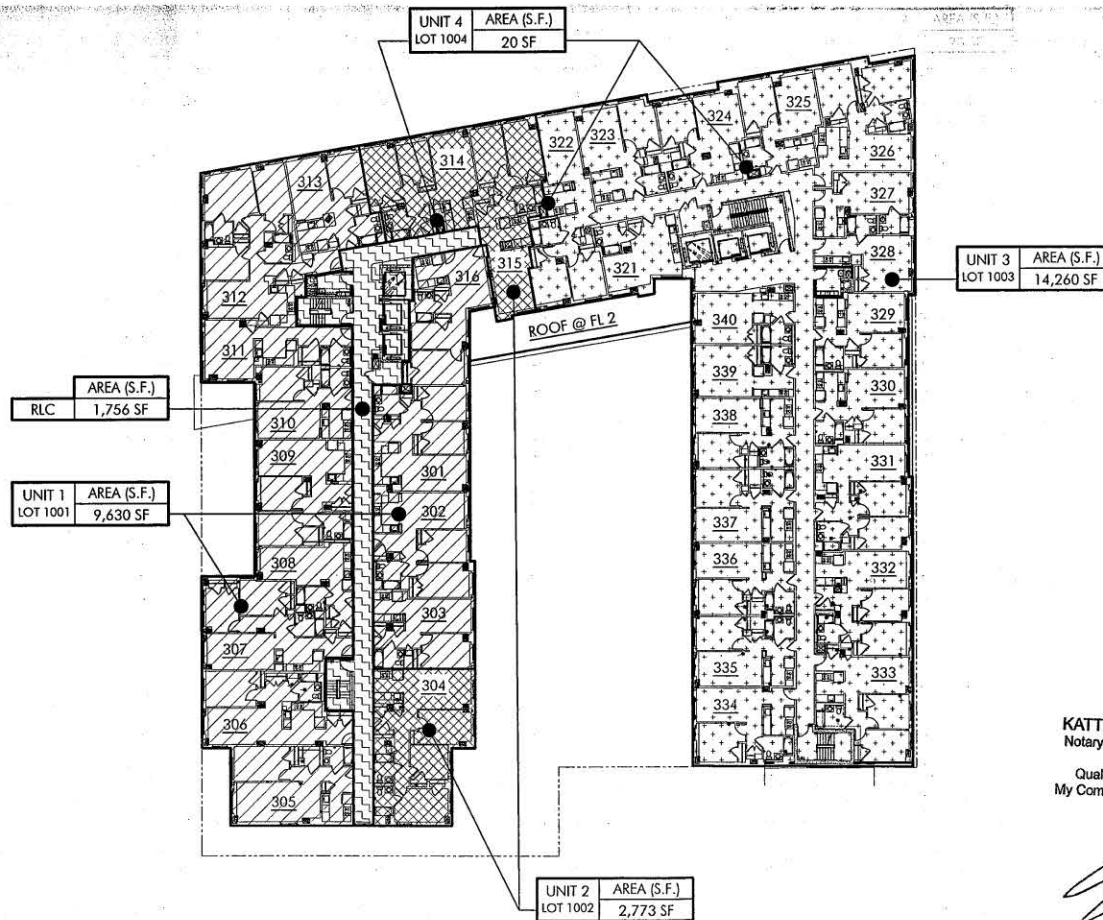 UNIT 4 AREA (S.F.)
LOT 1004 20 SF
AREA (S.F.)
325
324
323
322
326
314
313
327
315
316
328
321
UNIT 3 AREA (S.F.)
LOT 1003 14,260 SF
312
329
340
ROOF @ FL 2
311
339
330
AREA (S.F.)
RLC 1,756 SF
338
310
309
301
331
UNIT 1 AREA (S.F.)
LOT 1001 9,630 SF
302
337
336
308
332
303
307
335
333
304
334
306
305
KATT
Notary
Qual
My Com
UNIT 2 AREA (S.F.)
LOT 1002 2,773 SF